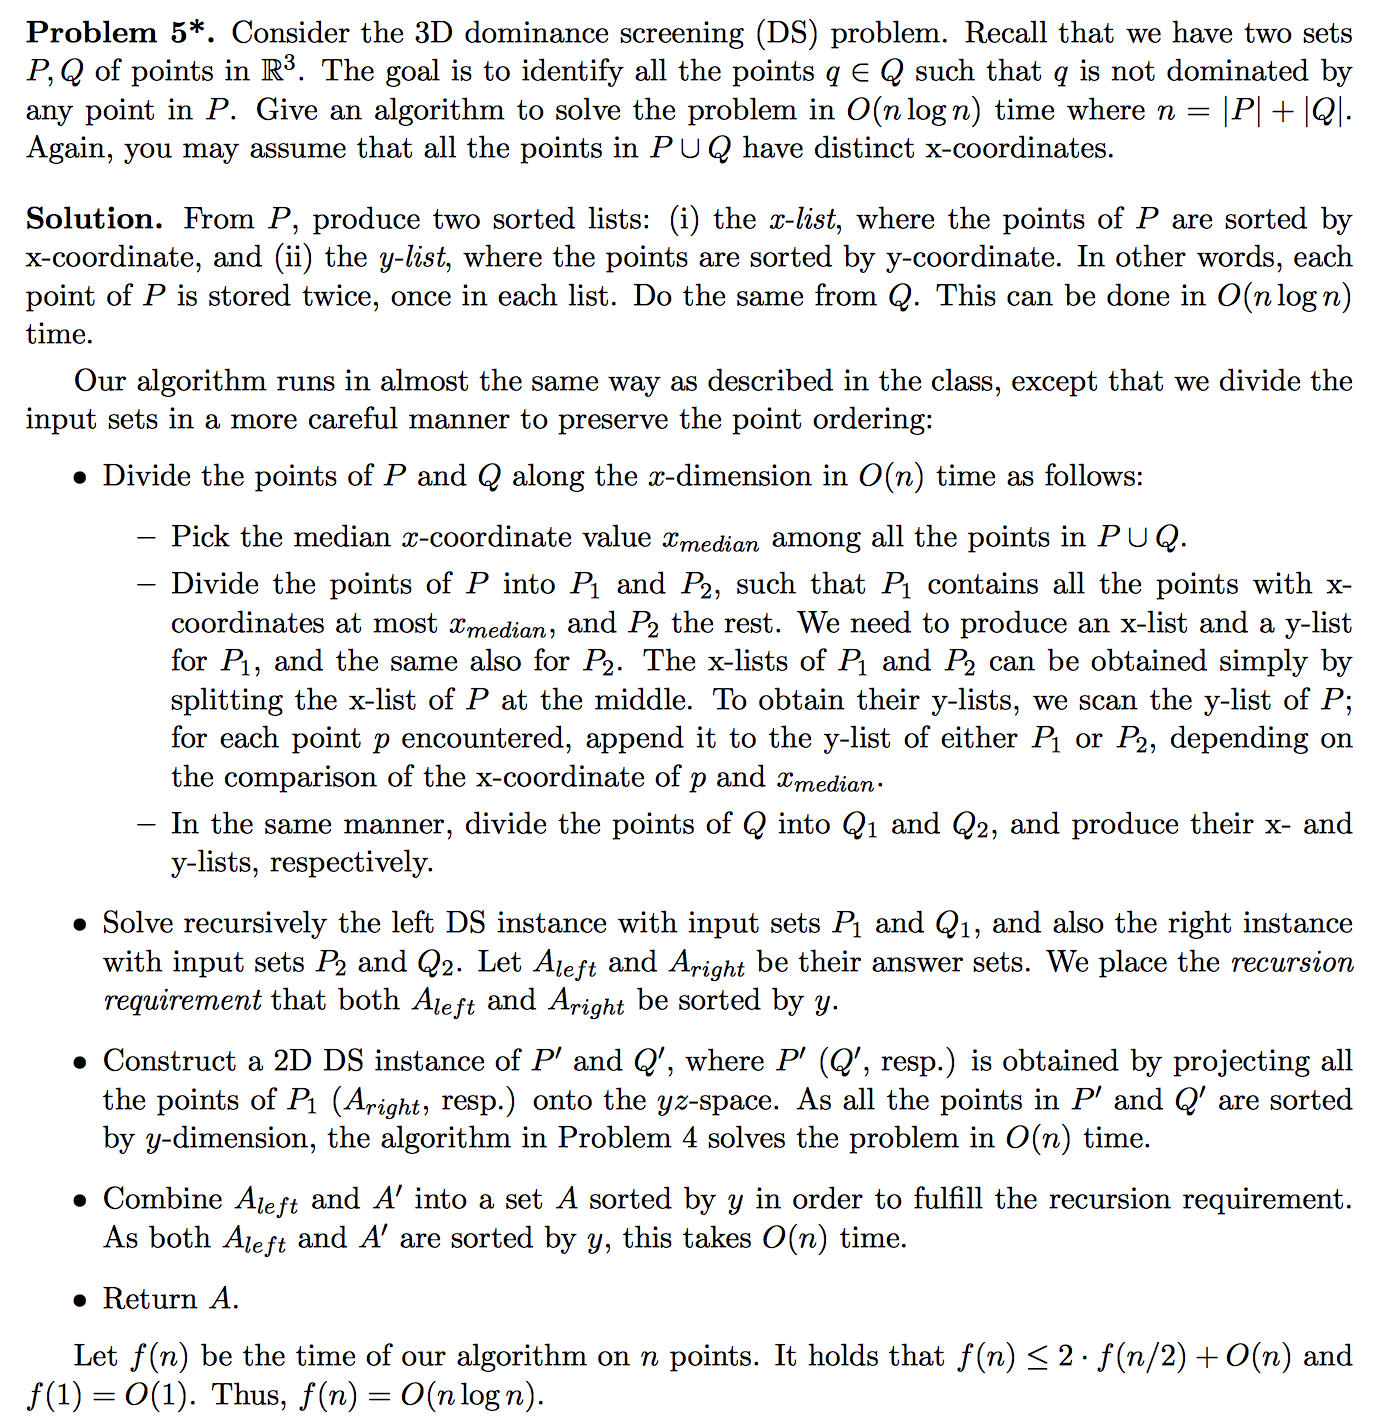 Problem 5*. Consider the 3D dominance screening (DS) problem. Recall that we have two sets
P, Q of points in ℝ³. The goal is to identify all the points q ∈ Q such that q is not dominated by
any point in P. Give an algorithm to solve the problem in O(n log n) time where n = |P| + |Q|.
Again, you may assume that all the points in P ∪ Q have distinct x-coordinates.
Solution. From P, produce two sorted lists: (i) the x-list, where the points of P are sorted by
x-coordinate, and (ii) the y-list, where the points are sorted by y-coordinate. In other words, each
point of P is stored twice, once in each list. Do the same from Q. This can be done in O(n log n)
time.
Our algorithm runs in almost the same way as described in the class, except that we divide the
input sets in a more careful manner to preserve the point ordering:
• Divide the points of P and Q along the x-dimension in O(n) time as follows:
– Pick the median x-coordinate value x_median among all the points in P ∪ Q.
– Divide the points of P into P₁ and P₂, such that P₁ contains all the points with x-
coordinates at most x_median, and P₂ the rest. We need to produce an x-list and a y-list
for P₁, and the same also for P₂. The x-lists of P₁ and P₂ can be obtained simply by
splitting the x-list of P at the middle. To obtain their y-lists, we scan the y-list of P;
for each point p encountered, append it to the y-list of either P₁ or P₂, depending on
the comparison of the x-coordinate of p and x_median.
– In the same manner, divide the points of Q into Q₁ and Q₂, and produce their x- and
y-lists, respectively.
• Solve recursively the left DS instance with input sets P₁ and Q₁, and also the right instance
with input sets P₂ and Q₂. Let A_left and A_right be their answer sets. We place the recursion
requirement that both A_left and A_right be sorted by y.
• Construct a 2D DS instance of P′ and Q′, where P′ (Q′, resp.) is obtained by projecting all
the points of P₁ (A_right, resp.) onto the yz-space. As all the points in P′ and Q′ are sorted
by y-dimension, the algorithm in Problem 4 solves the problem in O(n) time.
• Combine A_left and A′ into a set A sorted by y in order to fulfill the recursion requirement.
As both A_left and A′ are sorted by y, this takes O(n) time.
• Return A.
Let f(n) be the time of our algorithm on n points. It holds that f(n) ≤ 2 · f(n/2) + O(n) and
f(1) = O(1). Thus, f(n) = O(n log n).